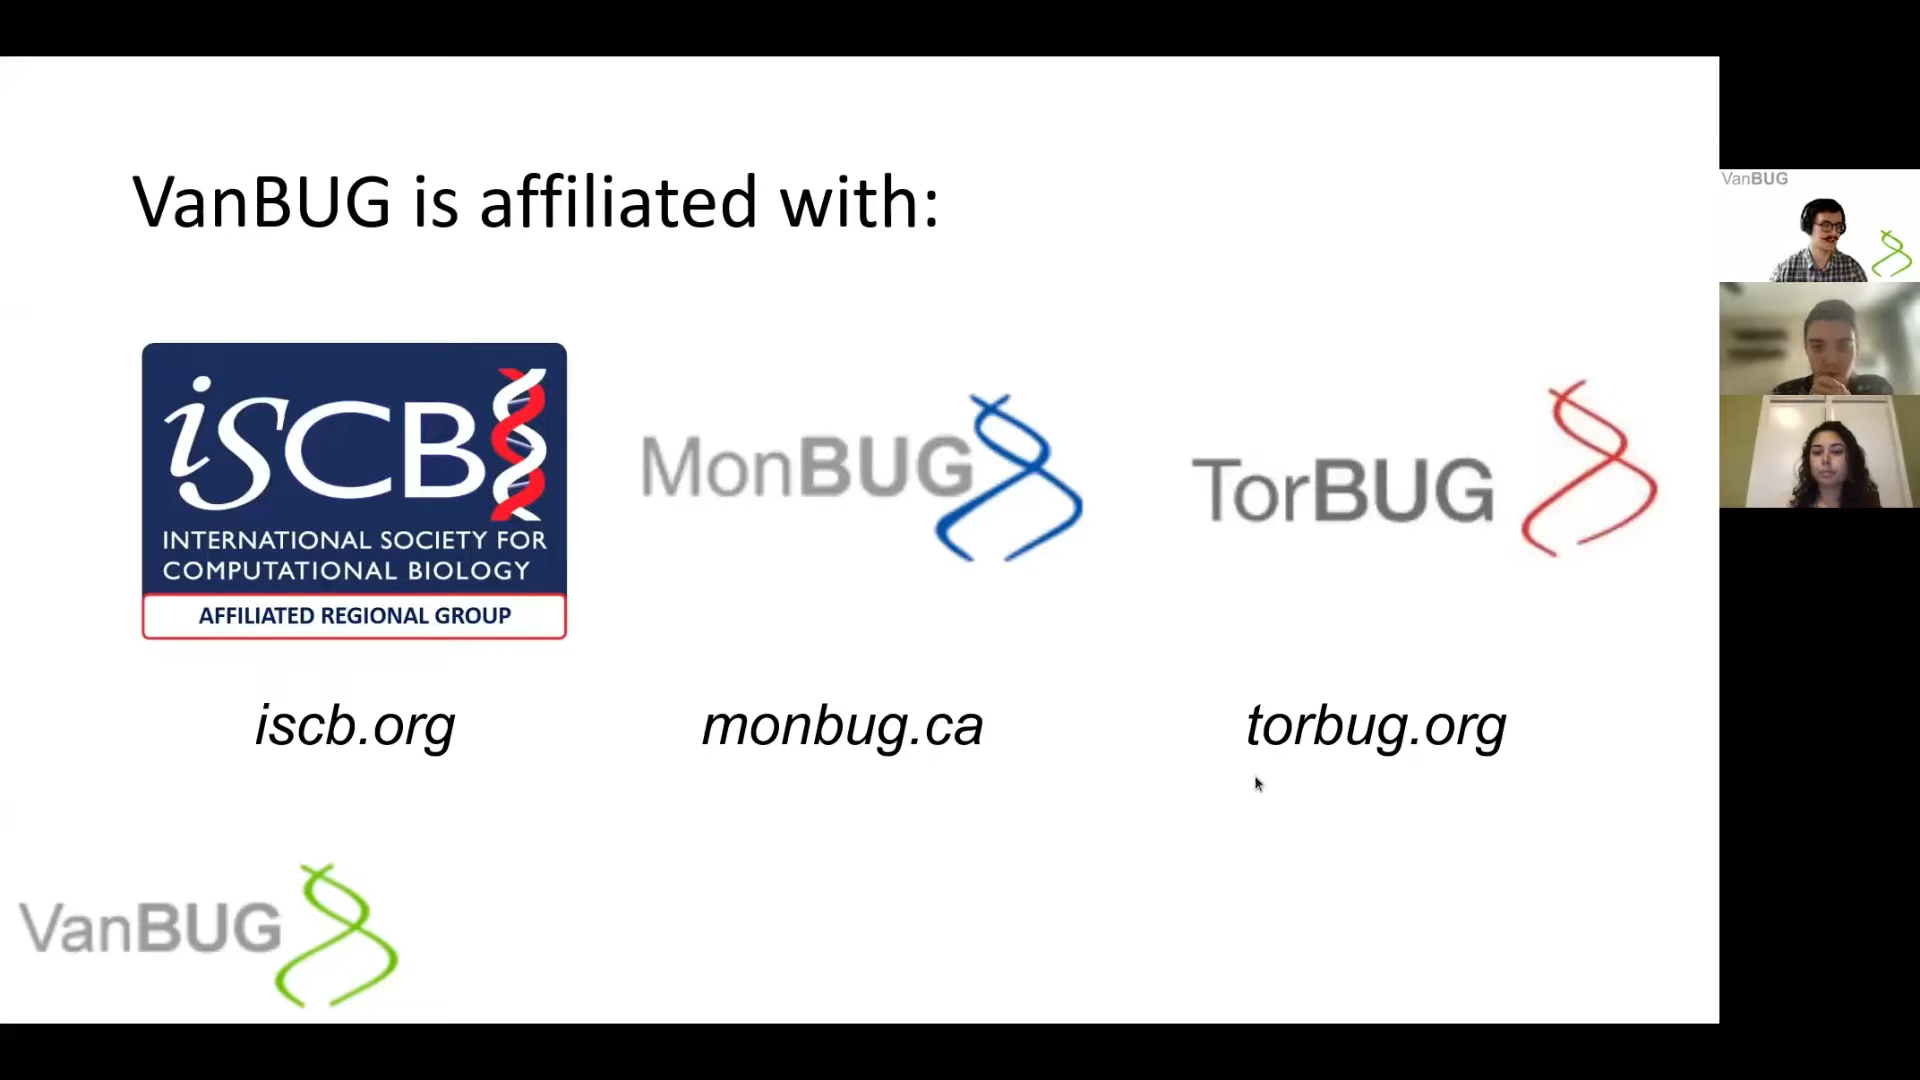 VanBUG is affiliated with:
iSCB
INTERNATIONAL SOCIETY FOR
COMPUTATIONAL BIOLOGY
AFFILIATED REGIONAL GROUP
MonBUG
TorBUG
iscb.org
monbug.ca
torbug.org
VanBUG
VanBUG